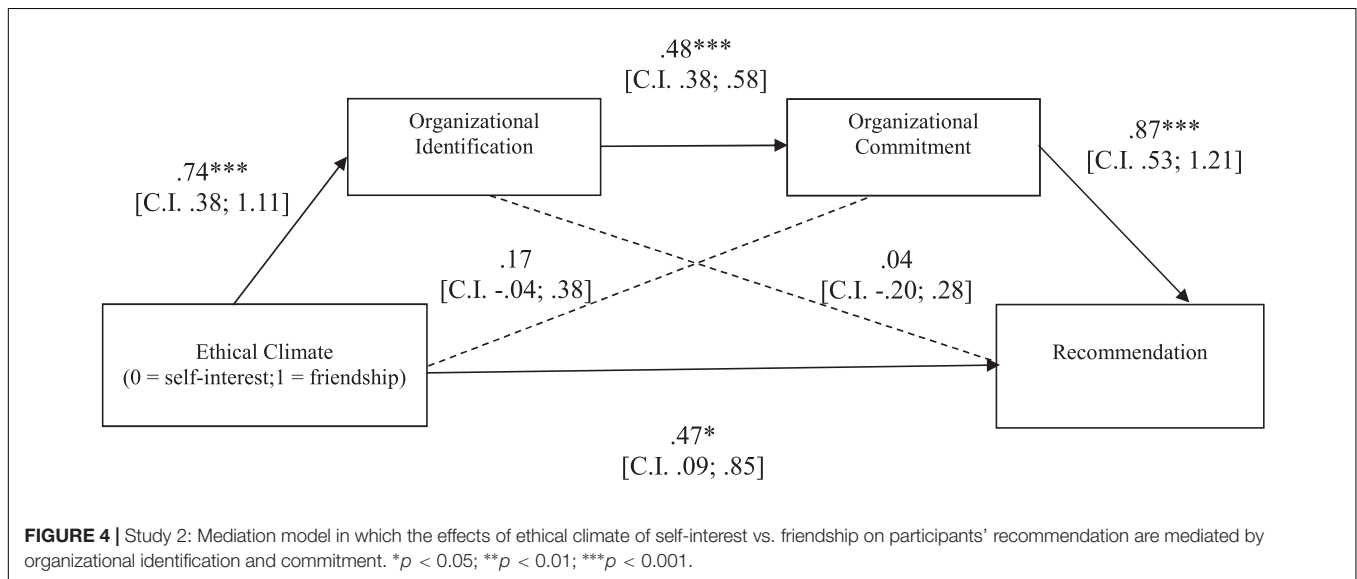 .48***
[C.I. .38; .58]
Organizational
Identification
Organizational
Commitment
.87***
[C.I. .53; 1.21]
.74***
[C.I. .38; 1.11]
.17
[C.I. -.04; .38]
.04
[C.I. -.20; .28]
Ethical Climate
(0 = self-interest;1 = friendship)
Recommendation
.47*
[C.I. .09; .85]
FIGURE 4 | Study 2: Mediation model in which the effects of ethical climate of self-interest vs. friendship on participants’ recommendation are mediated by
organizational identification and commitment. *p < 0.05; **p < 0.01; ***p < 0.001.